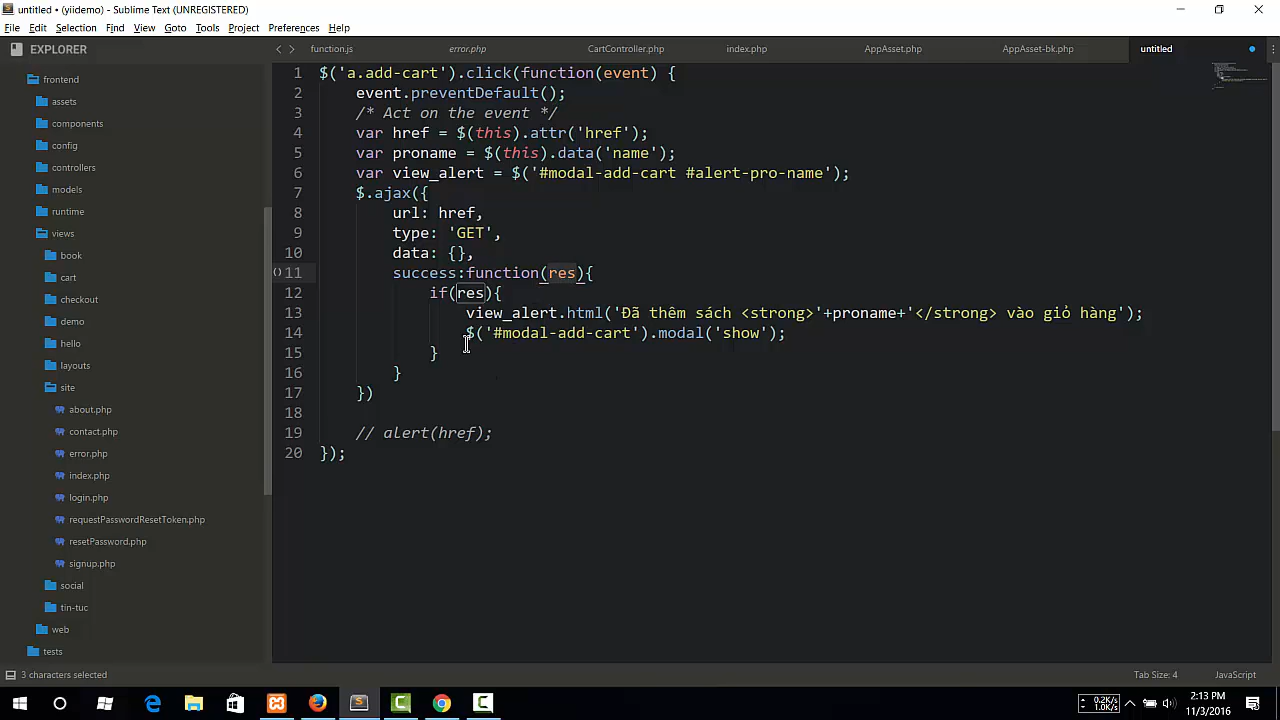 untitled • (yiidemo) - Sublime Text (UNREGISTERED)
File Edit Selection Find View Goto Tools Project Preferences Help
EXPLORER
function.js error.php CartController.php index.php AppAsset.php AppAsset-bk.php untitled
frontend
assets
components
config
controllers
models
runtime
views
book
cart
checkout
demo
hello
layouts
site
about.php
contact.php
error.php
index.php
login.php
requestPasswordResetToken.php
resetPassword.php
signup.php
social
tin-tuc
web
tests
1 $('a.add-cart').click(function(event) {
2 event.preventDefault();
3 /* Act on the event */
4 var href = $(this).attr('href');
5 var proname = $(this).data('name');
6 var view_alert = $('#modal-add-cart #alert-pro-name');
7 $.ajax({
8 url: href,
9 type: 'GET',
10 data: {},
11 success:function(res){
12 if(res){
13 view_alert.html('Đã thêm sách <strong>'+proname+'</strong> vào giỏ hàng');
14 $('#modal-add-cart').modal('show');
15 }
16 }
17 })
18
19 // alert(href);
20 });
3 characters selected
Tab Size: 4 JavaScript
0.2K/s
1.0K/s
2:13 PM
11/3/2016